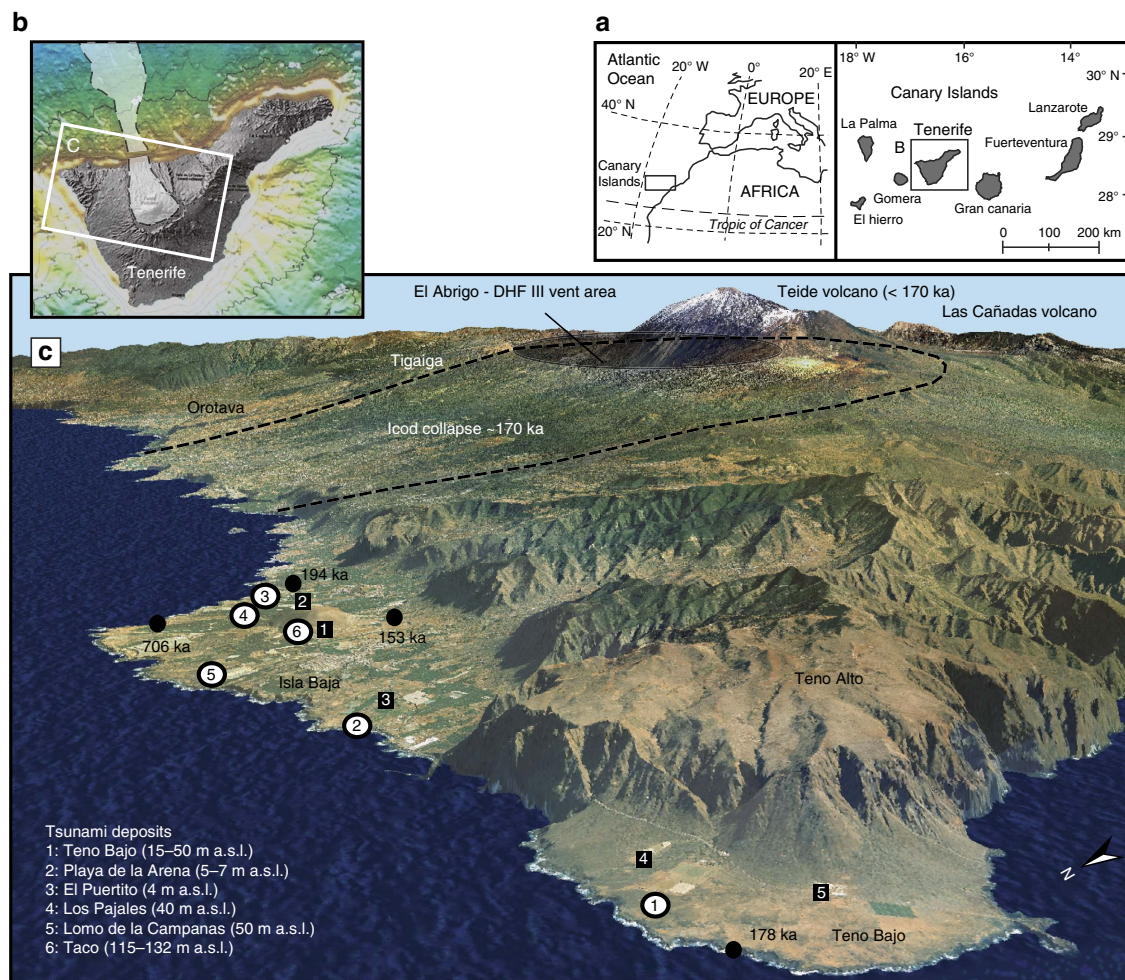 b
a
C
Tenerife
Atlantic
Ocean
20° W
0°
20° E
40° N
EUROPE
Canary
Islands
AFRICA
20° N
Tropic of Cancer
18° W
16°
14°
30° N
Canary Islands
Lanzarote
La Palma
Tenerife
B
Fuerteventura
29°
Gomera
El hierro
Gran canaria
28°
0 100 200 km
c
El Abrigo - DHF III vent area
Teide volcano (< 170 ka)
Las Cañadas volcano
Tigaiga
Orotava
Icod collapse ~170 ka
194 ka
3
2
4
6
1
153 ka
706 ka
5
Isla Baja
3
2
Teno Alto
Tsunami deposits
1: Teno Bajo (15–50 m a.s.l.)
2: Playa de la Arena (5–7 m a.s.l.)
3: El Puertito (4 m a.s.l.)
4: Los Pajales (40 m a.s.l.)
5: Lomo de la Campanas (50 m a.s.l.)
6: Taco (115–132 m a.s.l.)
4
5
1
178 ka
Teno Bajo
N